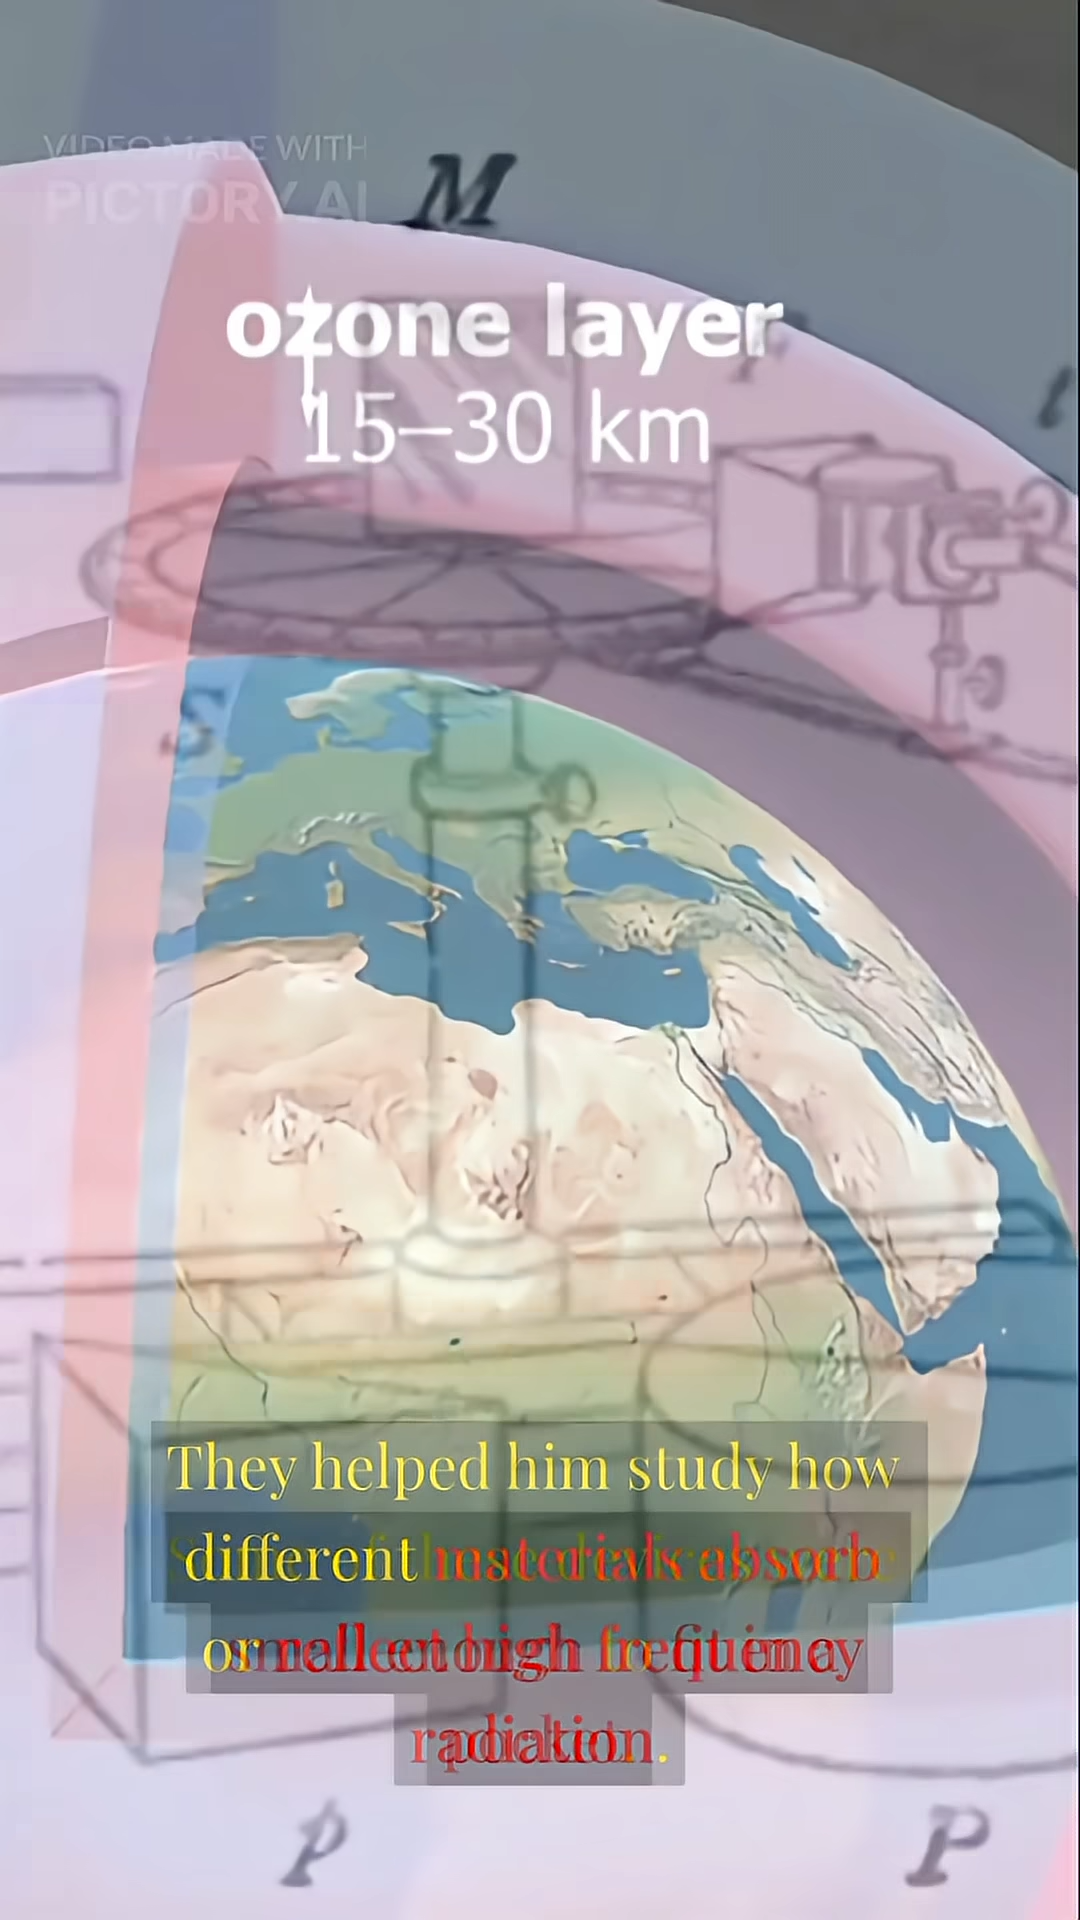 VIDEO MADE WITH
PICTORY.AI
M
ozone layer
15–30 km
t
S
They helped him study how
different materials absorb
or reflect high frequency
radiation.
p
P